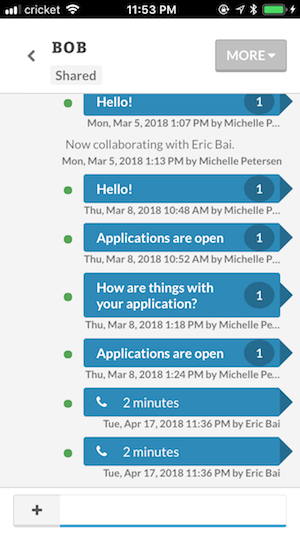 cricket 11:53 PM
BOB
Shared
MORE
Hello! 1
Mon, Mar 5, 2018 1:07 PM by Michelle P...
Now collaborating with Eric Bai.
Mon, Mar 5, 2018 1:13 PM by Michelle Petersen
Hello! 1
Thu, Mar 8, 2018 10:48 AM by Michelle P...
Applications are open 1
Thu, Mar 8, 2018 10:52 AM by Michelle P...
How are things with
your application? 1
Thu, Mar 8, 2018 1:18 PM by Michelle Pe...
Applications are open 1
Thu, Mar 8, 2018 1:24 PM by Michelle Pe...
2 minutes
Tue, Apr 17, 2018 11:36 PM by Eric Bai
2 minutes
Tue, Apr 17, 2018 11:36 PM by Eric Bai
+